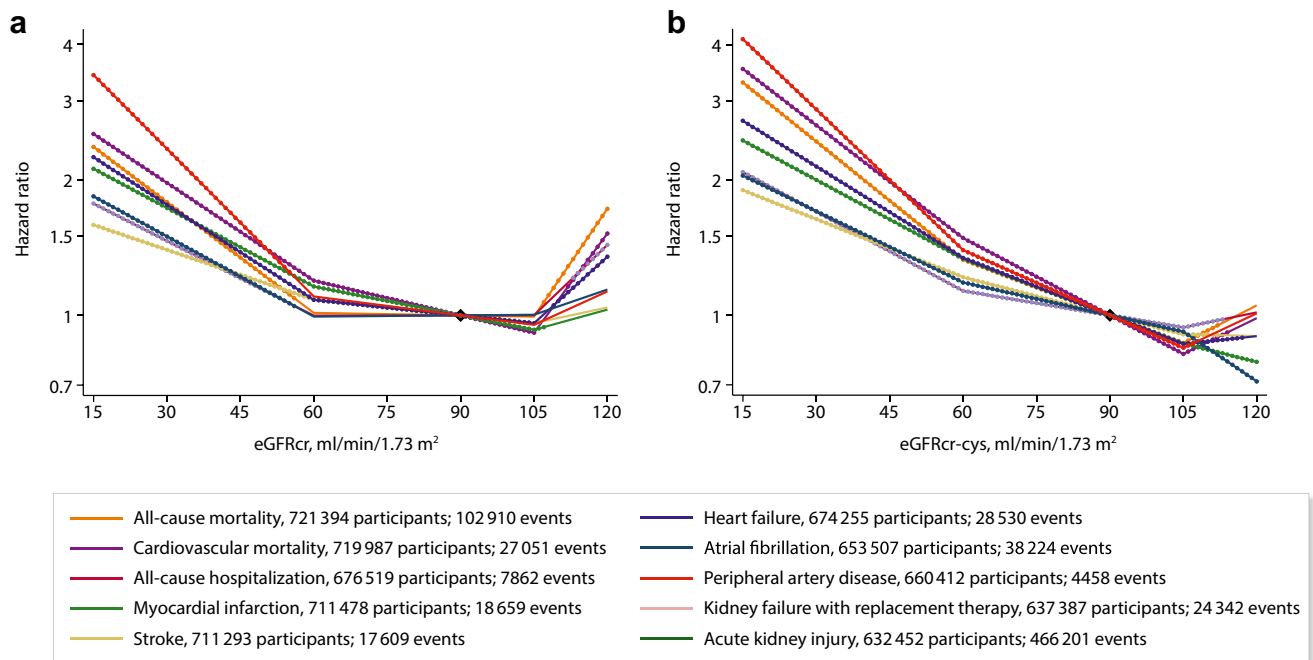 a
b
4
3
2
1.5
1
0.7
Hazard ratio
15 30 45 60 75 90 105 120
eGFRcr, ml/min/1.73 m²
4
3
2
1.5
1
0.7
Hazard ratio
15 30 45 60 75 90 105 120
eGFRcr-cys, ml/min/1.73 m²
All-cause mortality, 721 394 participants; 102 910 events
Cardiovascular mortality, 719 987 participants; 27 051 events
All-cause hospitalization, 676 519 participants; 7862 events
Myocardial infarction, 711 478 participants; 18 659 events
Stroke, 711 293 participants; 17 609 events
Heart failure, 674 255 participants; 28 530 events
Atrial fibrillation, 653 507 participants; 38 224 events
Peripheral artery disease, 660 412 participants; 4458 events
Kidney failure with replacement therapy, 637 387 participants; 24 342 events
Acute kidney injury, 632 452 participants; 466 201 events